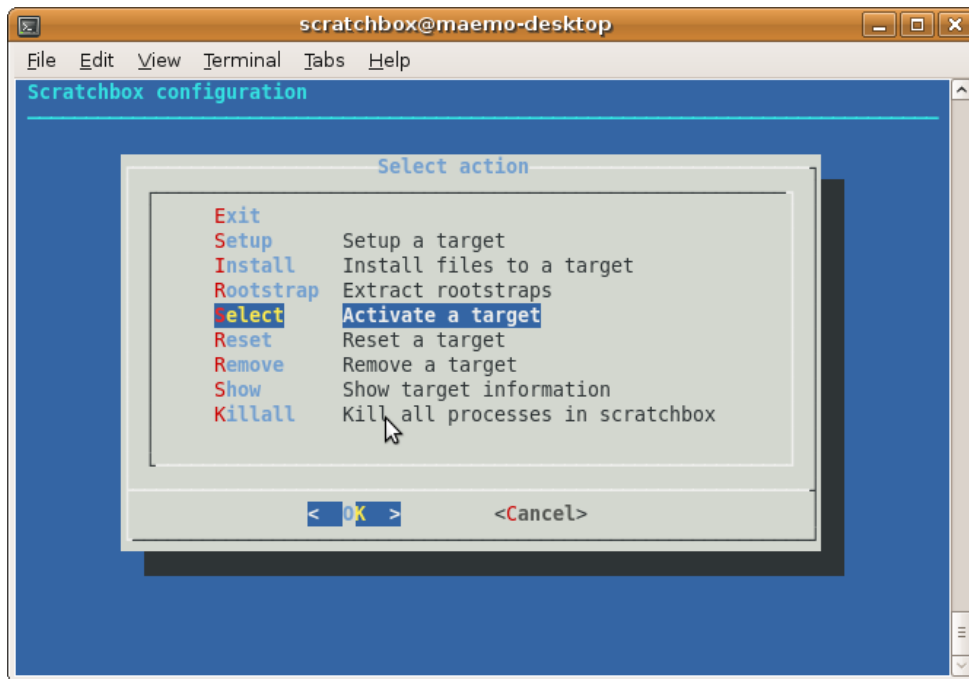 scratchbox@maemo-desktop
File Edit View Terminal Tabs Help
Scratchbox configuration
Select action
Exit
Setup Setup a target
Install Install files to a target
Rootstrap Extract rootstraps
Select Activate a target
Reset Reset a target
Remove Remove a target
Show Show target information
Killall Kill all processes in scratchbox
< OK > <Cancel>